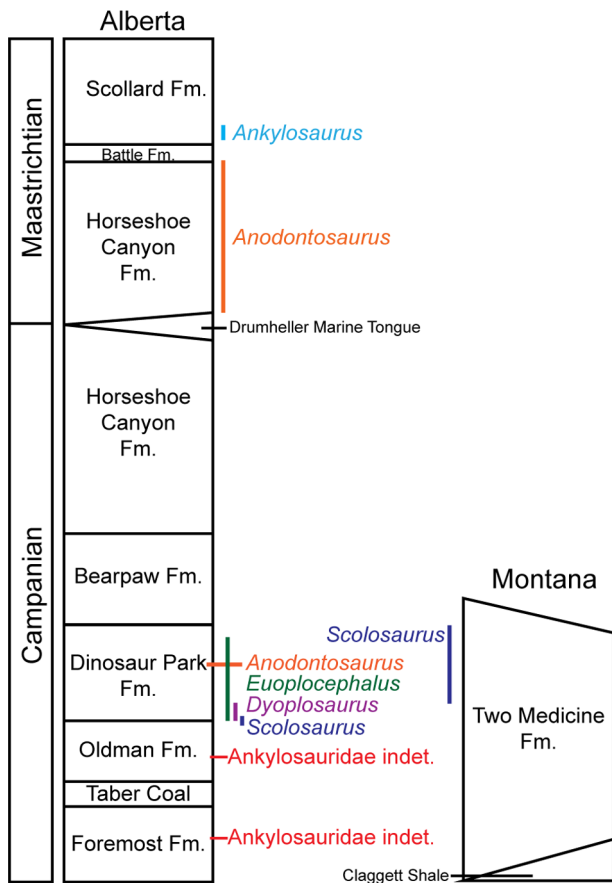 Alberta
Maastrichtian
Scollard Fm.
Ankylosaurus
Battle Fm.
Horseshoe
Canyon
Fm.
Anodontosaurus
Drumheller Marine Tongue
Campanian
Horseshoe
Canyon
Fm.
Bearpaw Fm.
Dinosaur Park
Fm.
Anodontosaurus
Euoplocephalus
Dyoplosaurus
Scolosaurus
Oldman Fm.
Ankylosauridae indet.
Taber Coal
Foremost Fm.
Ankylosauridae indet.
Montana
Scolosaurus
Two Medicine
Fm.
Claggett Shale